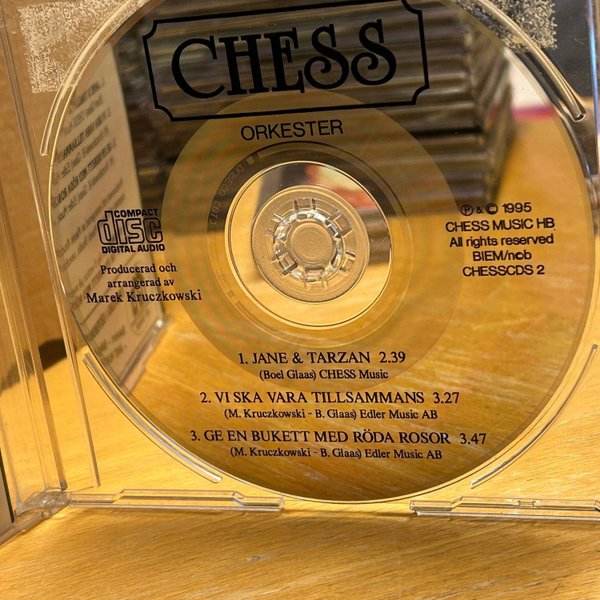 CHESS
ORKESTER
COMPACT
disc
DIGITAL AUDIO
Producerad och
arrangerad av
Marek Kruczkowski
℗ & © 1995
CHESS MUSIC HB
All rights reserved
BIEM/ncb
CHESSCDS 2
1. JANE & TARZAN 2.39
(Boel Glaas) CHESS Music
2. VI SKA VARA TILLSAMMANS 3.27
(M. Kruczkowski - B. Glaas) Edler Music AB
3. GE EN BUKETT MED RÖDA ROSOR 3.47
(M. Kruczkowski - B. Glaas) Edler Music AB